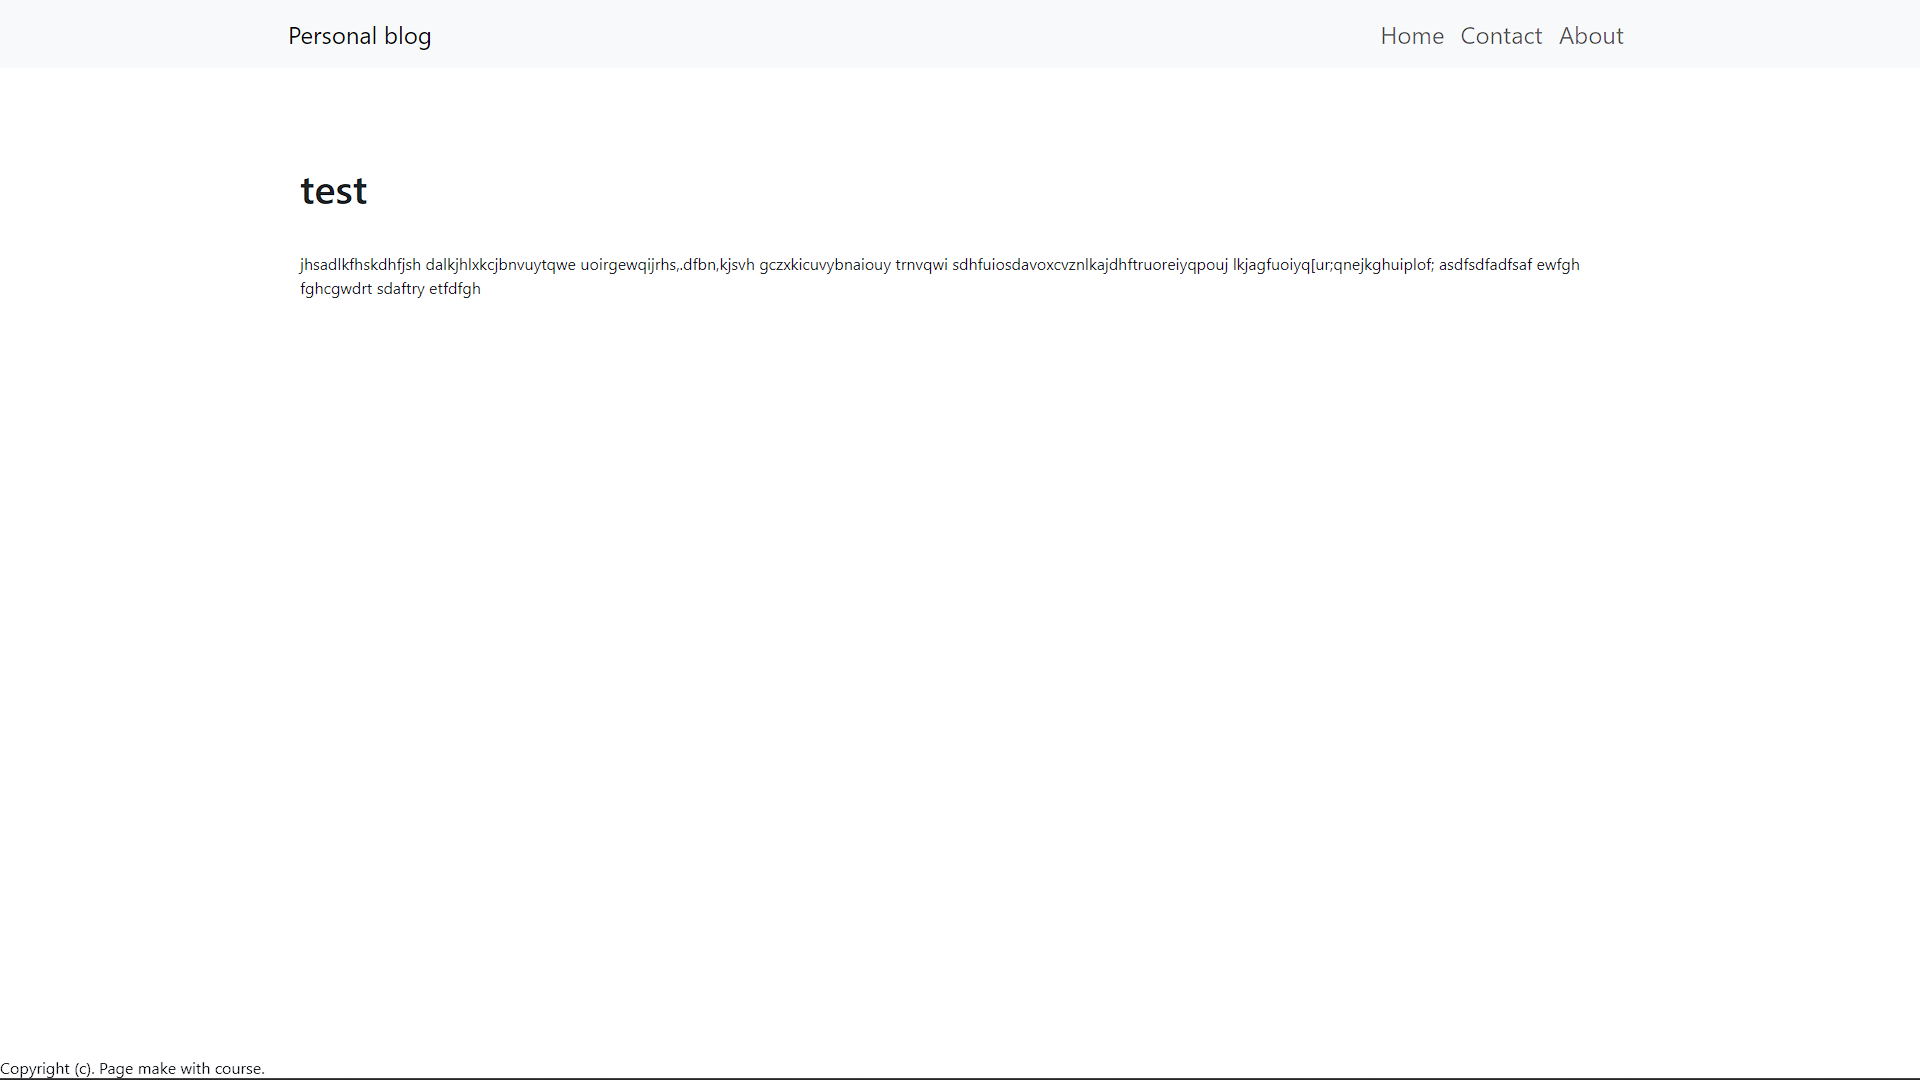 Personal blog
Home Contact About
test
jhsadlkfhskdhfjsh dalkjhlxkcjbnvuytqwe uoirgewqijrhs,.dfbn,kjsvh gczxkicuvybnaiouy trnvqwi sdhfuiosdavoxcvznlkajdhftruoreiyqpouj lkjagfuoiyq[ur;qnejkghuiplof; asdfsdfadfsaf ewfgh
fghcgwdrt sdaftry etfdfgh
Copyright (c). Page make with course.